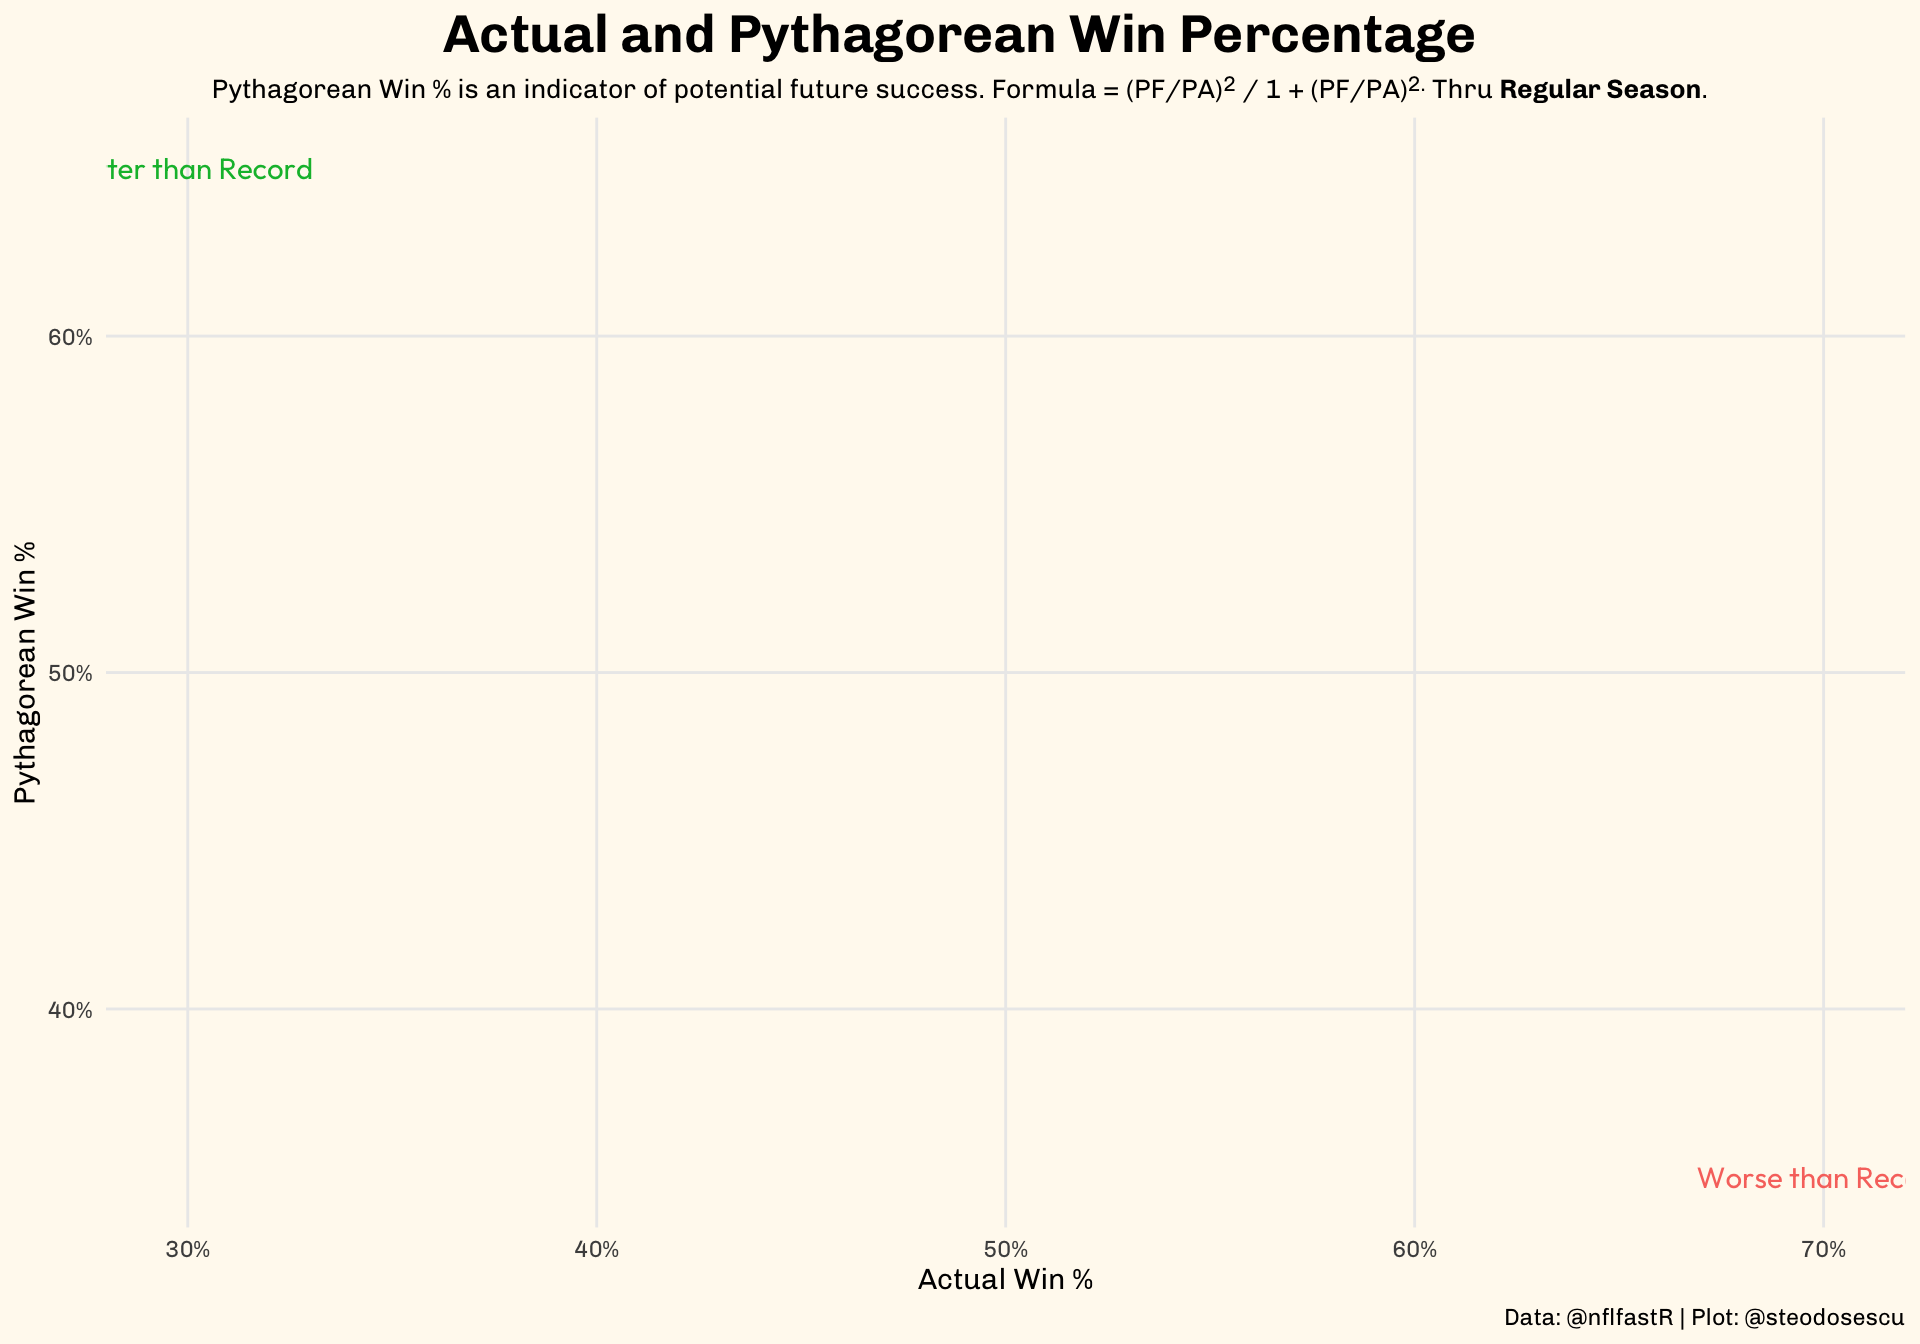 Actual and Pythagorean Win Percentage
Pythagorean Win % is an indicator of potential future success. Formula = (PF/PA)² / 1 + (PF/PA)². Thru Regular Season.
ter than Record
60%
50%
40%
Pythagorean Win %
Worse than Rec
30% 40% 50% 60% 70%
Actual Win %
Data: @nflfastR | Plot: @steodosescu